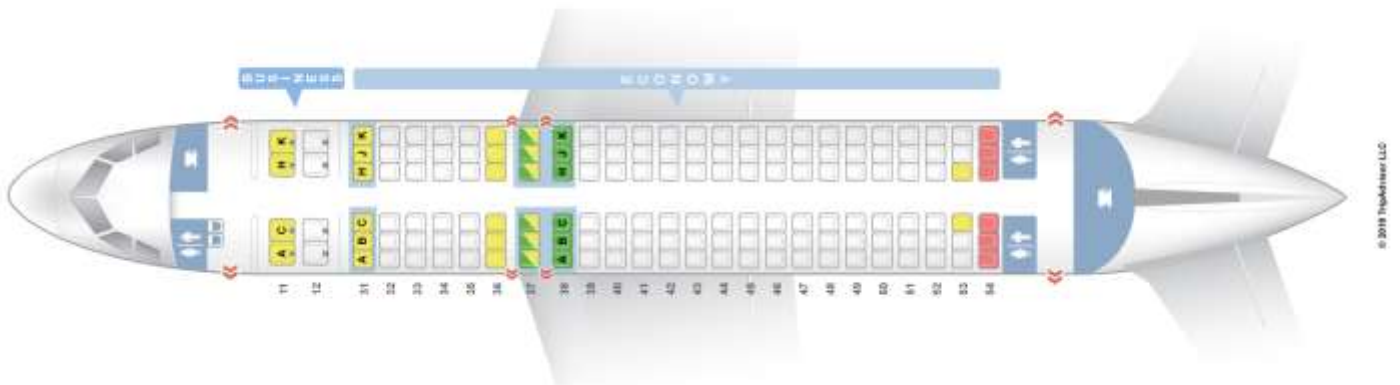 BUSINESS
ECONOMY
K K K K
H H J J
H H
C C C C
A A B B
A A
11 12 31 32 33 34 35 36 37 38 39 40 41 42 43 44 45 46 47 48 49 50 51 52 53 54
© 2019 TripAdvisor LLC